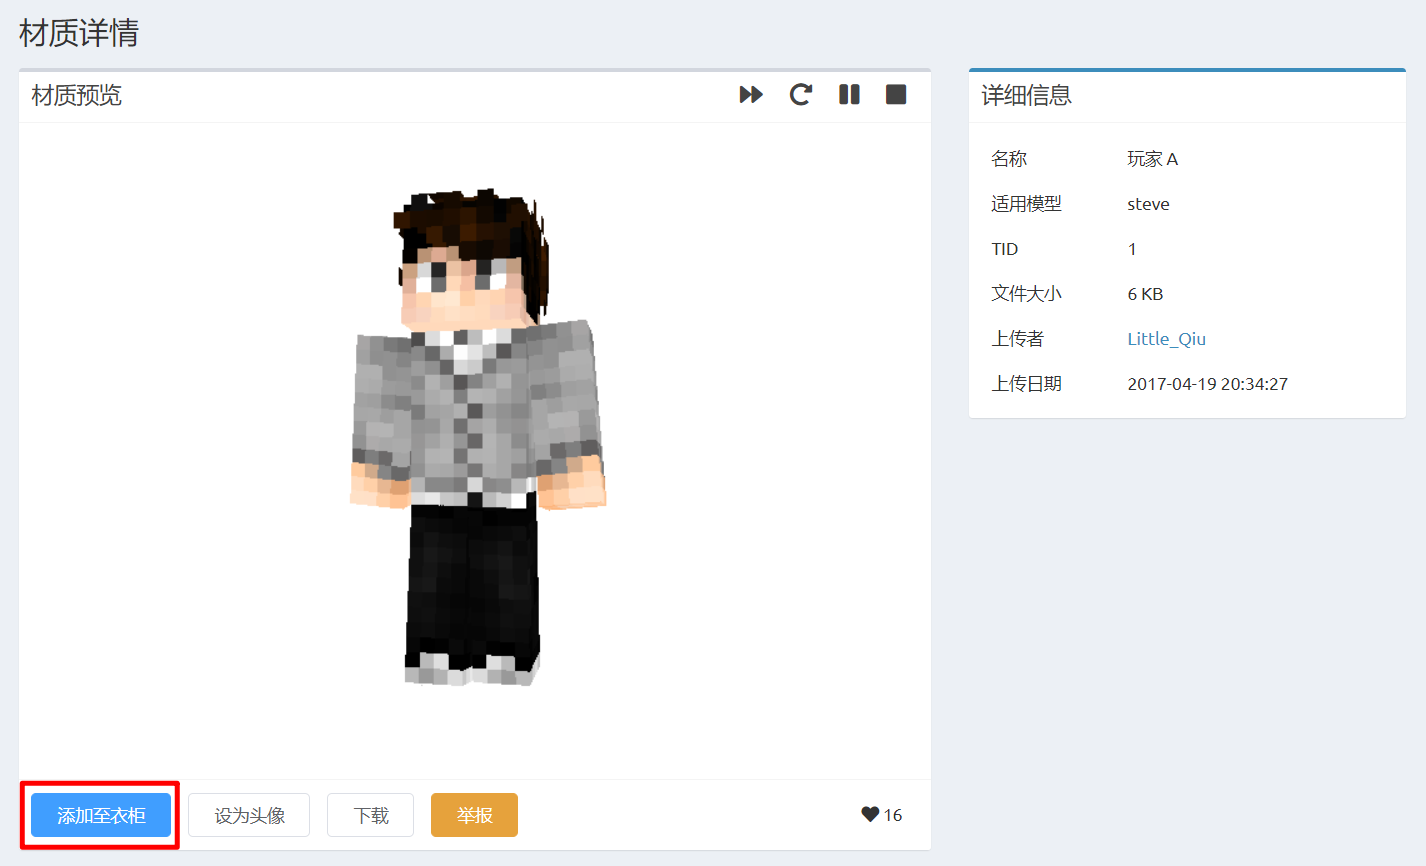 材质详情
材质预览
添加至衣柜
设为头像
下载
举报
16
详细信息
名称 玩家 A
适用模型 steve
TID 1
文件大小 6 KB
上传者 Little_Qiu
上传日期 2017-04-19 20:34:27